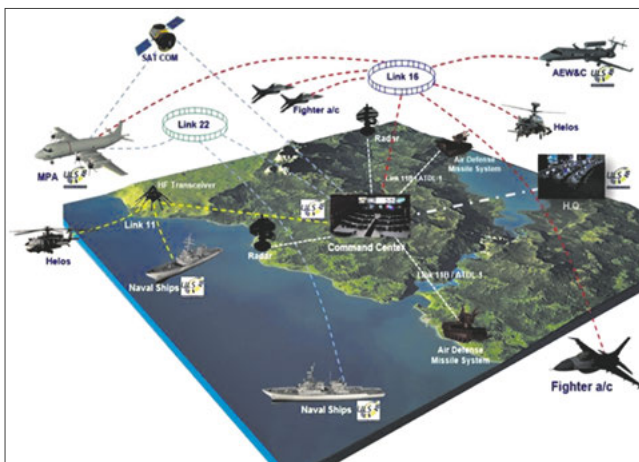 SAT COM
Link 16
AEW&C
Fighter a/c
Link 22
Helos
Radar
MPA
Air Defense
Missile System
Link 11B / ATDL-1
HF Transceiver
H.Q
Link 11
Command Center
Helos
Radar
Naval Ships
Link 11B / ATDL-1
Air Defense
Missile System
Fighter a/c
Naval Ships